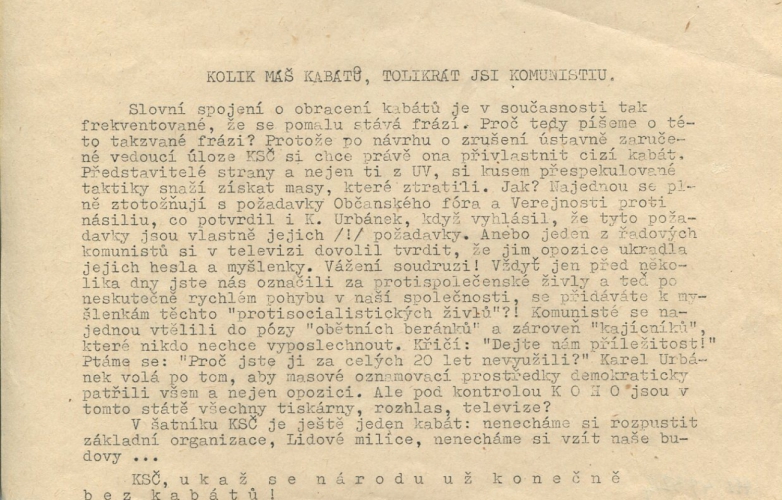 KOLIK MÁŠ KABÁTŮ, TOLIKRÁT JSI KOMUNISTIU.
Slovní spojení o obracení kabátů je v současnosti tak
frekventované, že se pomalu stává frází. Proč tedy píšeme o té-
to takzvané frázi? Protože po návrhu o zrušení ústavně zaruče-
né vedoucí úloze KSČ si chce právě ona přivlastnit cizí kabát.
Představitelé strany a nejen ti z UV, si kusem přespekulované
taktiky snaží získat masy, které ztratili. Jak? Najednou se pl-
ně ztotožňují s požadavky Občanského fóra a Verejnosti proti
násiliu, co potvrdil i K. Urbánek, když vyhlásil, že tyto poža-
davky jsou vlastně jejich /!/ požadavky. Anebo jeden z řadových
komunistů si v televizi dovolil tvrdit, že jim opozice ukradla
jejich hesla a myšlenky. Vážení soudruzi! Vždyť jen před něko-
lika dny jste nás označili za protispolečenské živly a teď po
neskutečně rychlém pohybu v naší společnosti, se přidáváte k my-
šlenkám těchto "protisocialistických živlů"?! Komunisté se na-
jednou vtělili do pózy "obětních beránků" a zároveň "kajícníků",
které nikdo nechce vyposlechnout. Křičí: "Dejte nám příležitost!"
Ptáme se: "Proč jste ji za celých 20 let nevyužili?" Karel Urbá-
nek volá po tom, aby masové oznamovací prostředky demokraticky
patřili všem a nejen opozici. Ale pod kontrolou K O H O jsou v
tomto státě všechny tiskárny, rozhlas, televize?
V šatníku KSČ je ještě jeden kabát: nenecháme si rozpustit
základní organizace, Lidové milíce, nenecháme si vzít naše bu-
dovy ...
KSČ, u k a ž  s e  n á r o d u  u ž  k o n e č n ě
b e z  k a b á t ů !